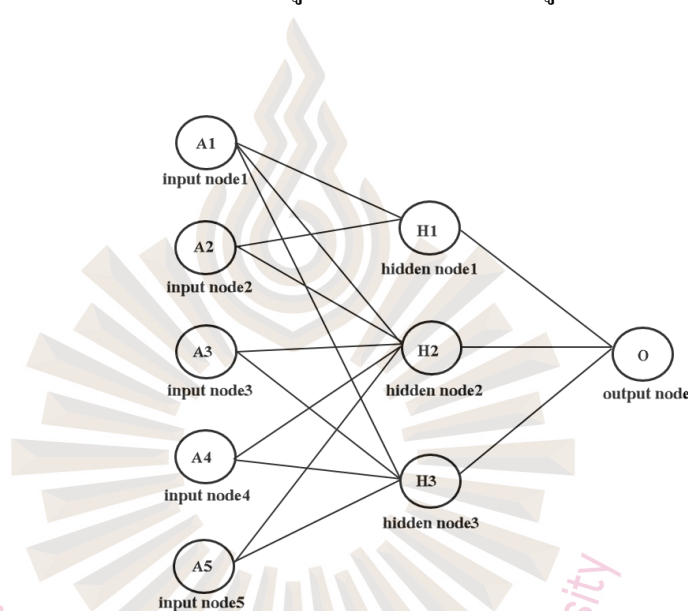 A1
input node1
A2
input node2
A3
input node3
A4
input node4
A5
input node5
H1
hidden node1
H2
hidden node2
H3
hidden node3
O
output node